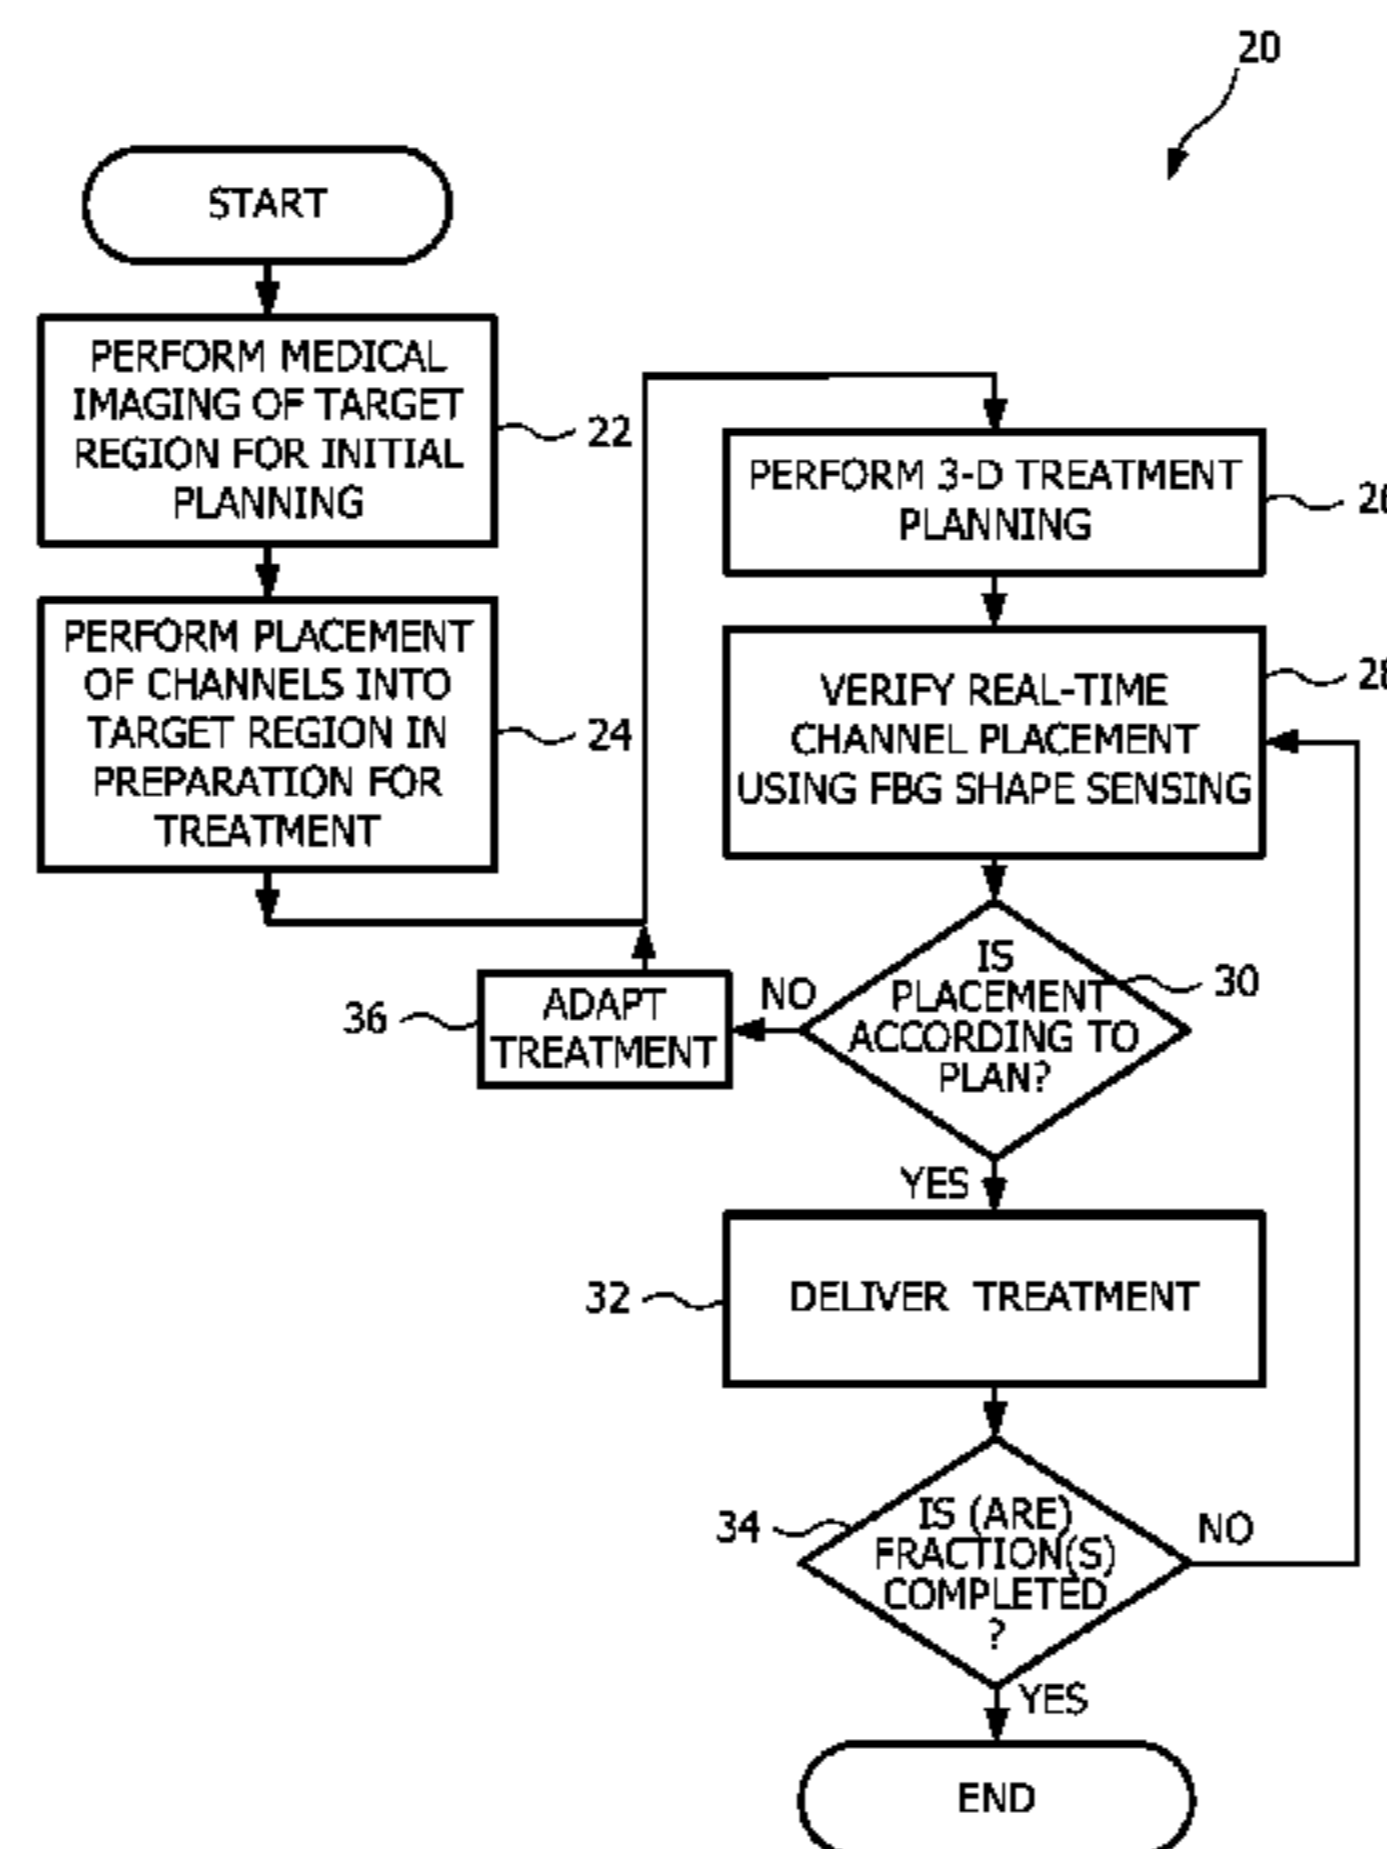 20
START
PERFORM MEDICAL
IMAGING OF TARGET
REGION FOR INITIAL
PLANNING
22
PERFORM PLACEMENT
OF CHANNELS INTO
TARGET REGION IN
PREPARATION FOR
TREATMENT
24
PERFORM 3-D TREATMENT
PLANNING
26
VERIFY REAL-TIME
CHANNEL PLACEMENT
USING FBG SHAPE SENSING
28
IS
PLACEMENT
ACCORDING TO
PLAN?
30
NO
ADAPT
TREATMENT
36
YES
DELIVER TREATMENT
32
IS (ARE)
FRACTION(S)
COMPLETED
?
34
NO
YES
END